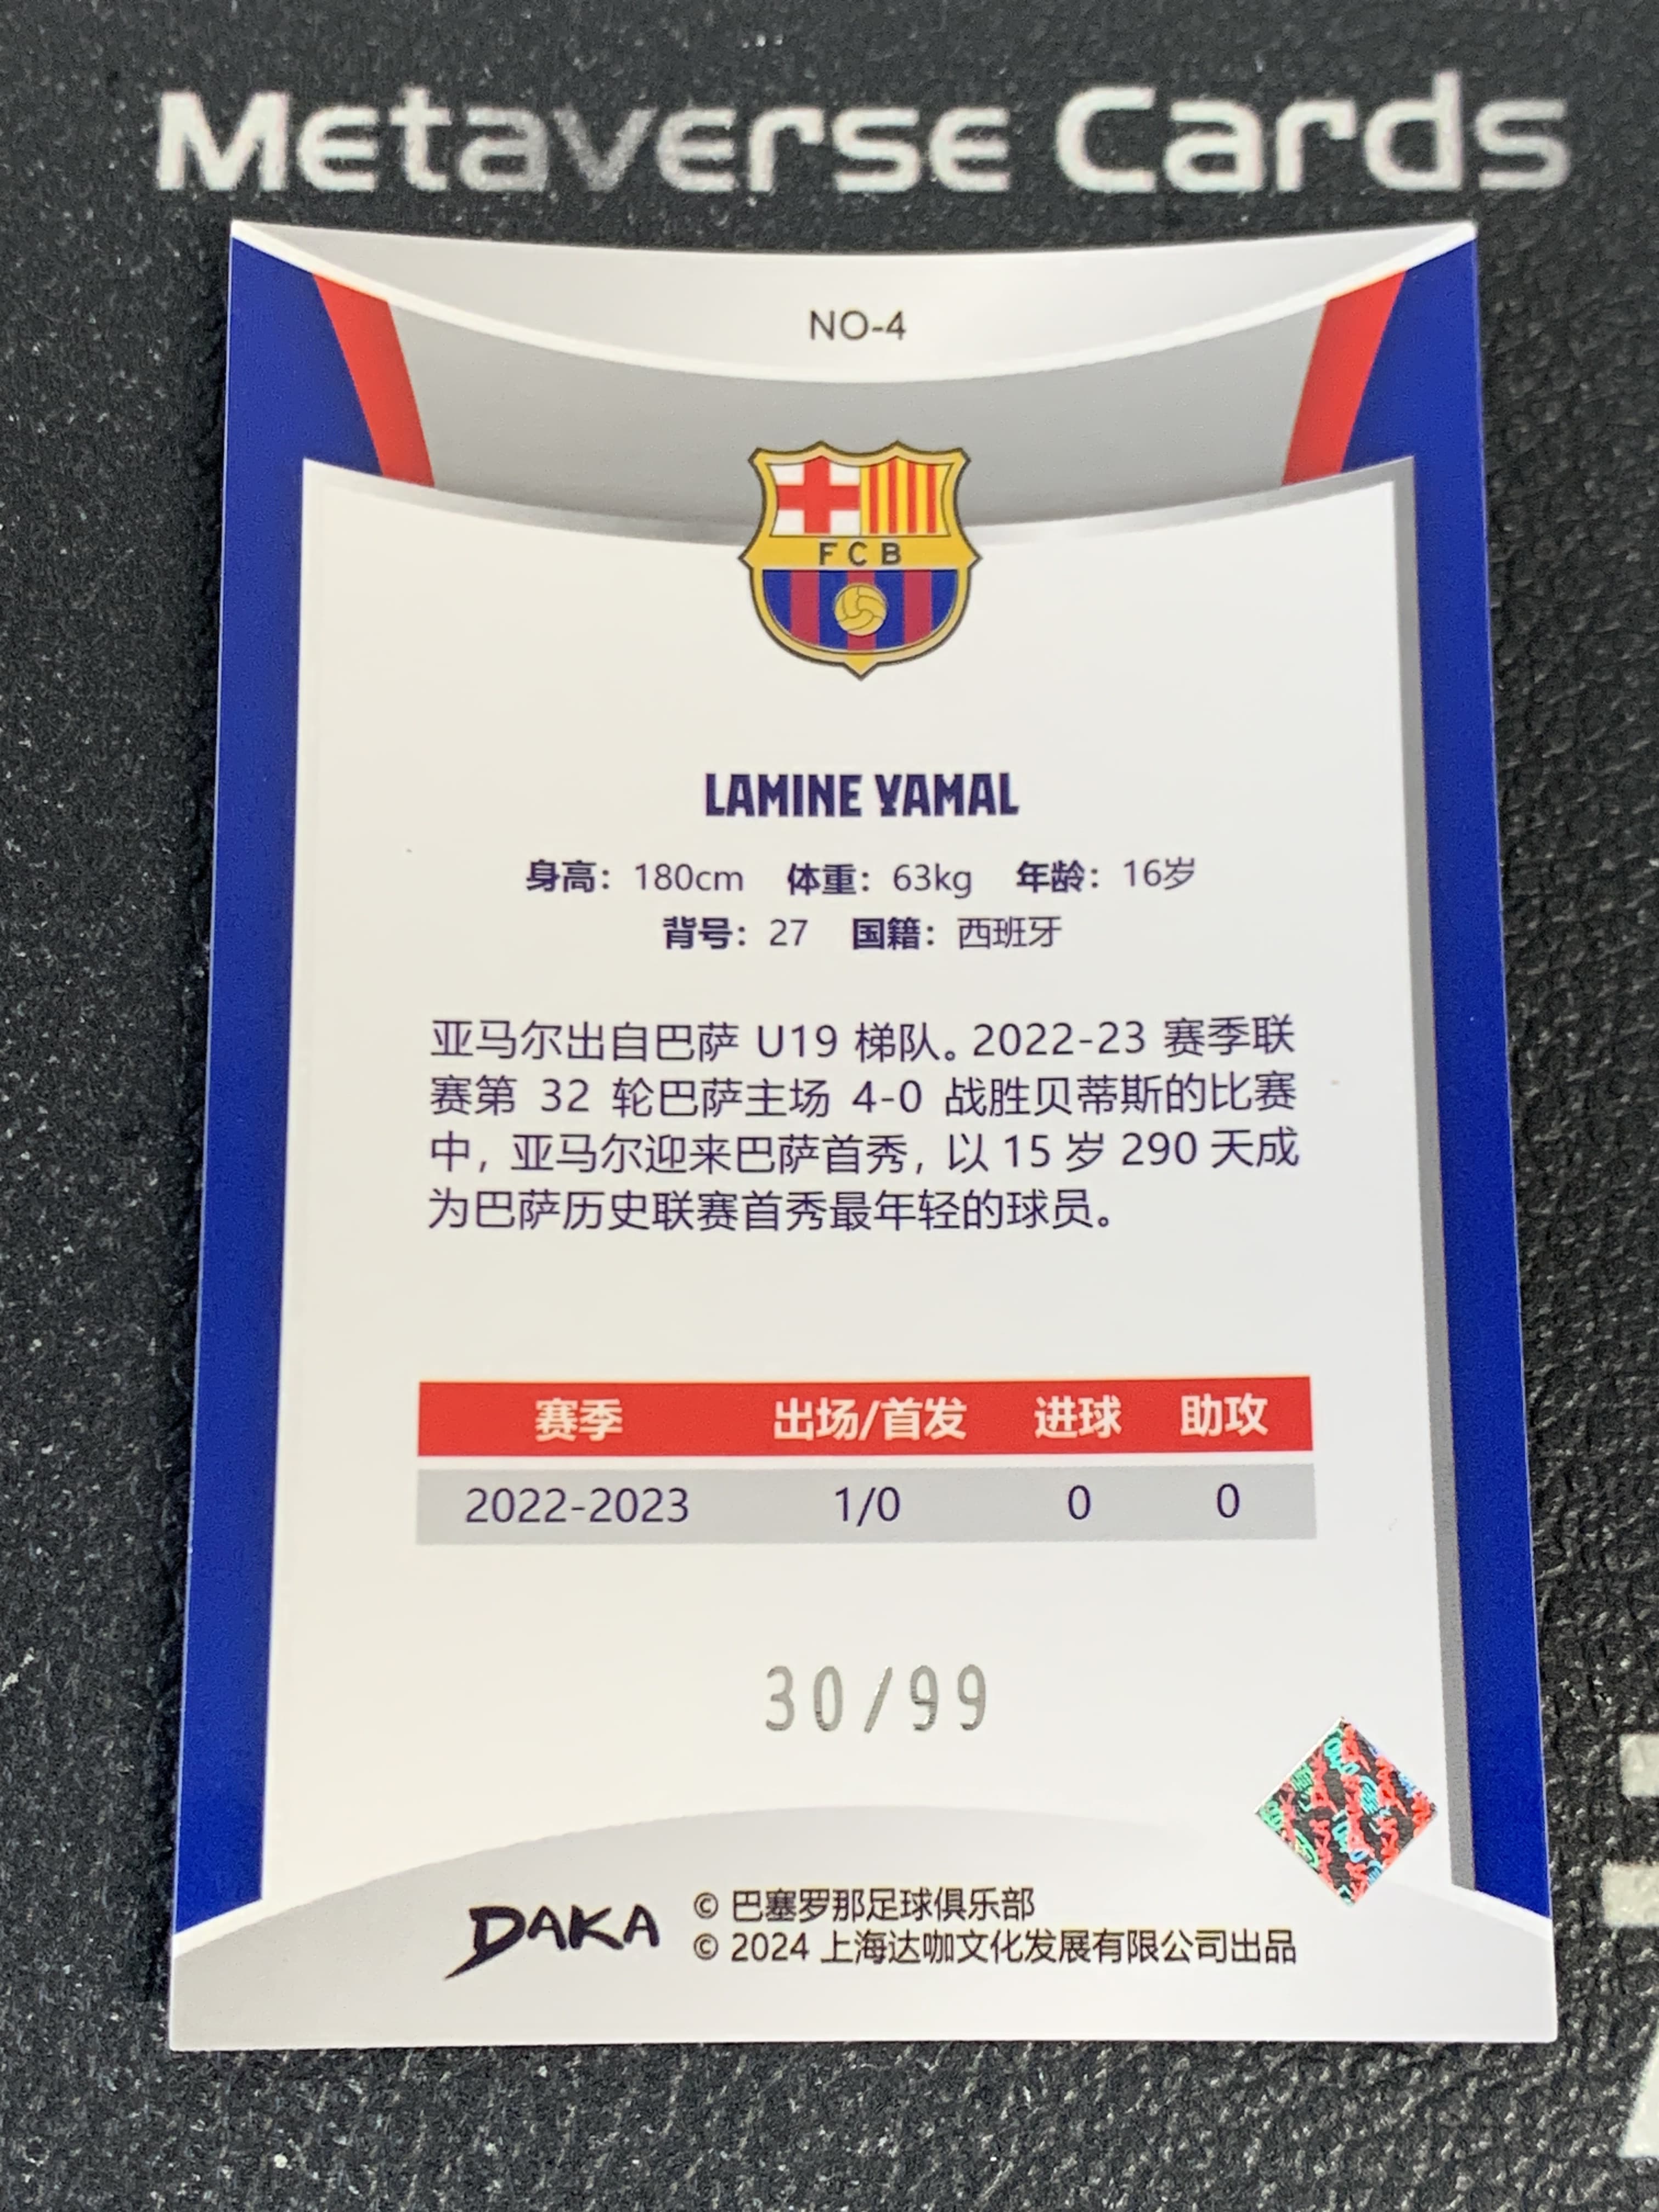 Metaverse Cards
NO-4
FCB
LAMINE YAMAL
身高：180cm 体重：63kg 年龄：16岁
背号：27 国籍：西班牙
亚马尔出自巴萨 U19 梯队。2022-23 赛季联
赛第 32 轮巴萨主场 4-0 战胜贝蒂斯的比赛
中，亚马尔迎来巴萨首秀，以 15 岁 290 天成
为巴萨历史联赛首秀最年轻的球员。
赛季 出场/首发 进球 助攻
2022-2023 1/0 0 0
30/99
DAKA
© 巴塞罗那足球俱乐部
© 2024 上海达咖文化发展有限公司出品